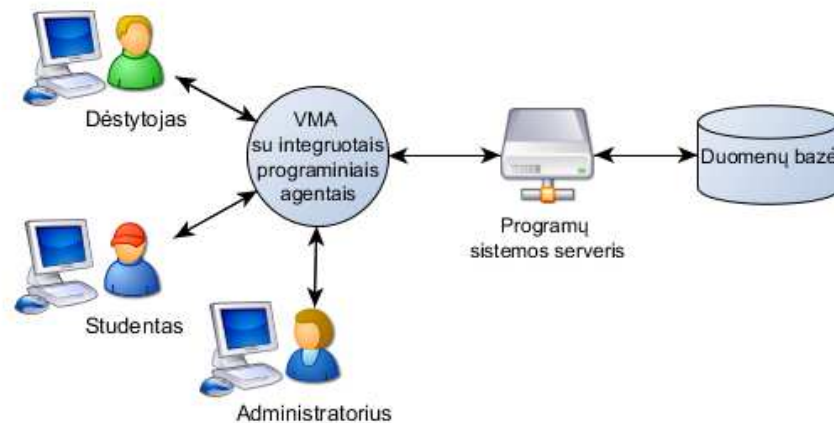 Dėstytojas
VMA
su integruotais
programiniais
agentais
Duomenų bazė
Programų
sistemos serveris
Studentas
Administratorius